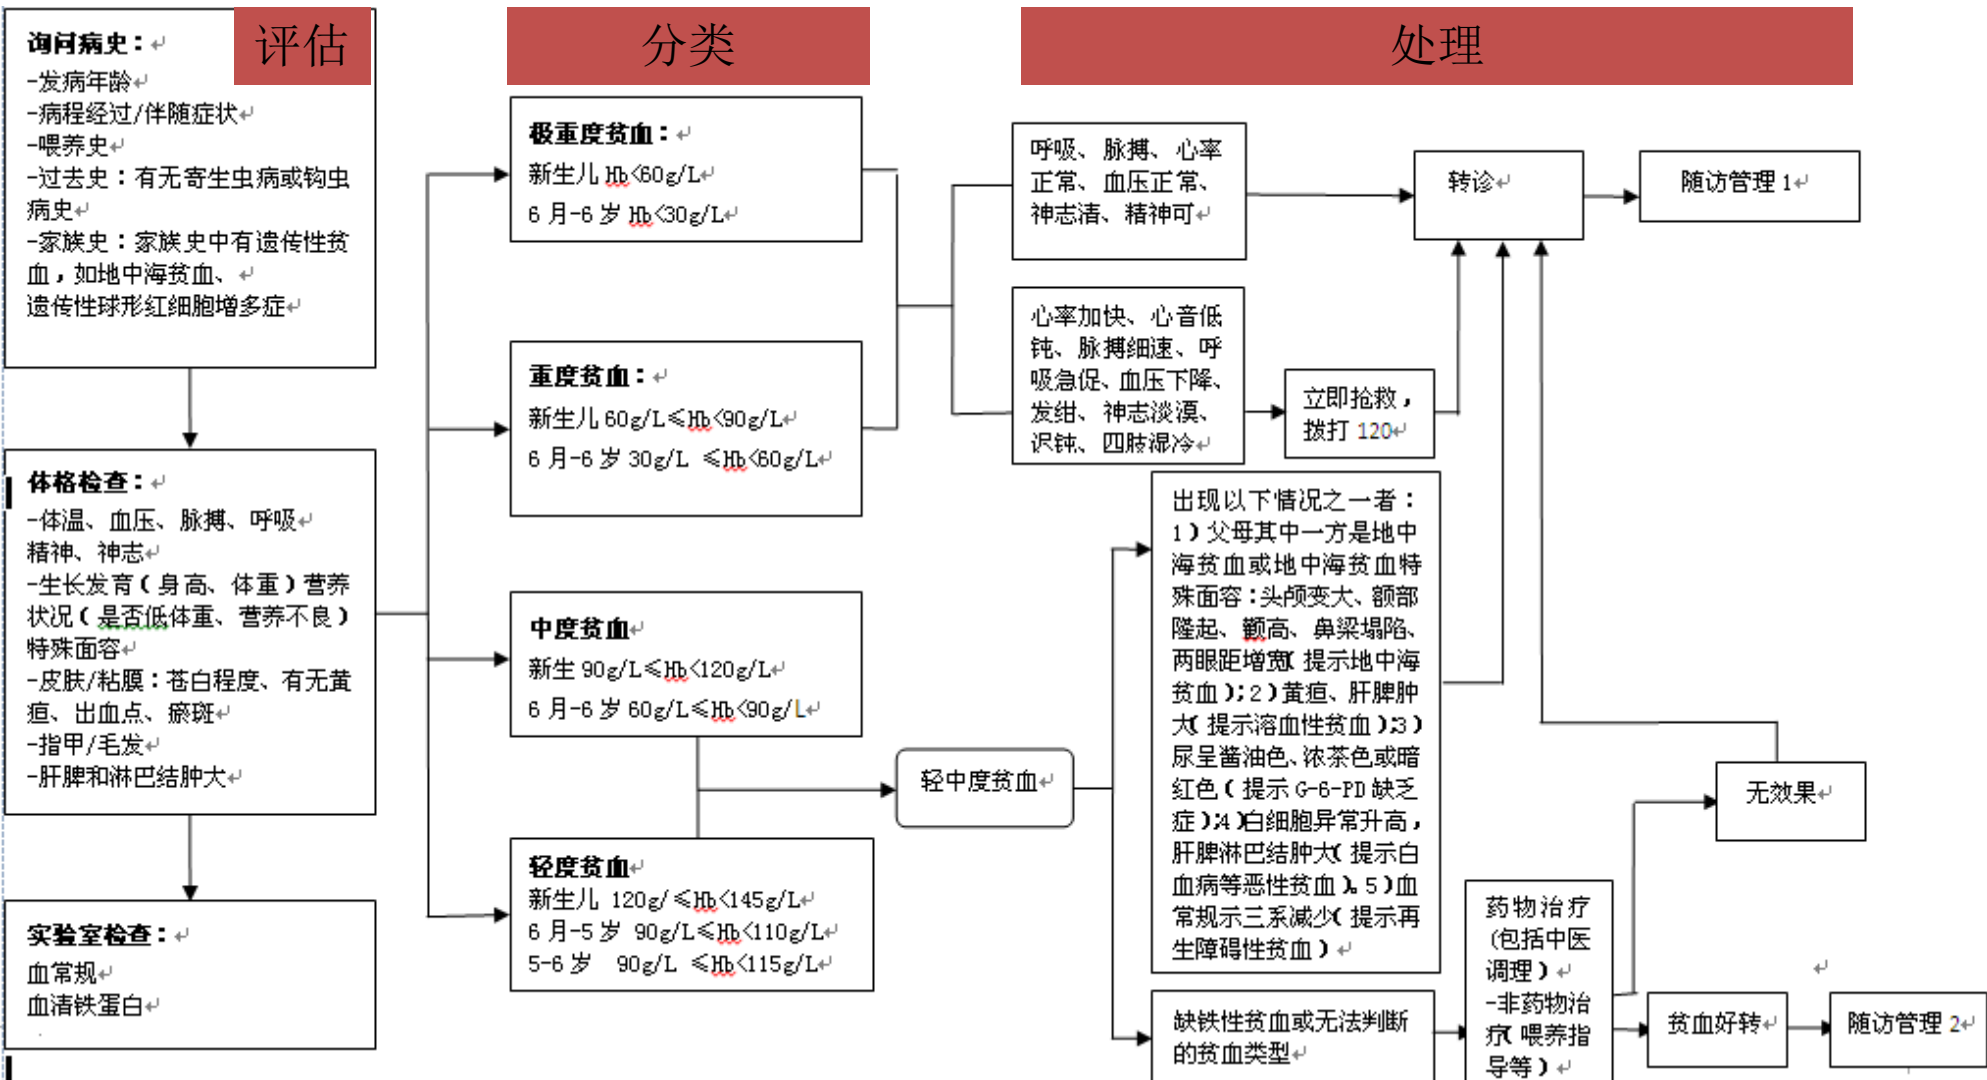 评估
询问病史：
-发病年龄
-病程经过/伴随症状
-喂养史
-过去史：有无寄生虫病或钩虫
病史
-家族史：家族史中有遗传性贫
血，如地中海贫血、
遗传性球形红细胞增多症
体格检查：
-体温、血压、脉搏、呼吸
精神、神志
-生长发育（身高、体重）营养
状况（是否低体重、营养不良）
特殊面容
-皮肤/粘膜：苍白程度、有无黄
疸、出血点、瘀斑
-指甲/毛发
-肝脾和淋巴结肿大
实验室检查：
血常规
血清铁蛋白
分类
极重度贫血：
新生儿 Hb<60g/L
6 月-6 岁 Hb<30g/L
重度贫血：
新生儿 60g/L≤Hb<90g/L
6 月-6 岁 30g/L ≤Hb<60g/L
中度贫血
新生 90g/L≤Hb<120g/L
6 月-6 岁 60g/L≤Hb<90g/L
轻度贫血
新生儿 120g/≤Hb<145g/L
6 月-5 岁 90g/L≤Hb<110g/L
5-6 岁 90g/L ≤Hb<115g/L
轻中度贫血
处理
呼吸、脉搏、心率
正常、血压正常、
神志清、精神可
心率加快、心音低
钝、脉搏细速、呼
吸急促、血压下降、
发绀、神志淡漠、
迟钝、四肢湿冷
立即抢救，
拨打 120
转诊
随访管理 1
出现以下情况之一者：
1）父母其中一方是地中
海贫血或地中海贫血特
殊面容：头颅变大、额部
隆起、颧高、鼻梁塌陷、
两眼距增宽（提示地中海
贫血）；2）黄疸、肝脾肿
大（提示溶血性贫血）；3）
尿呈酱油色、浓茶色或暗
红色（提示 G-6-PD 缺乏
症）；4）白细胞异常升高，
肝脾淋巴结肿大（提示白
血病等恶性贫血）。5）血
常规示三系减少（提示再
生障碍性贫血）
缺铁性贫血或无法判断
的贫血类型
药物治疗
（包括中医
调理）
-非药物治
疗（喂养指
导等）
无效果
贫血好转
随访管理 2